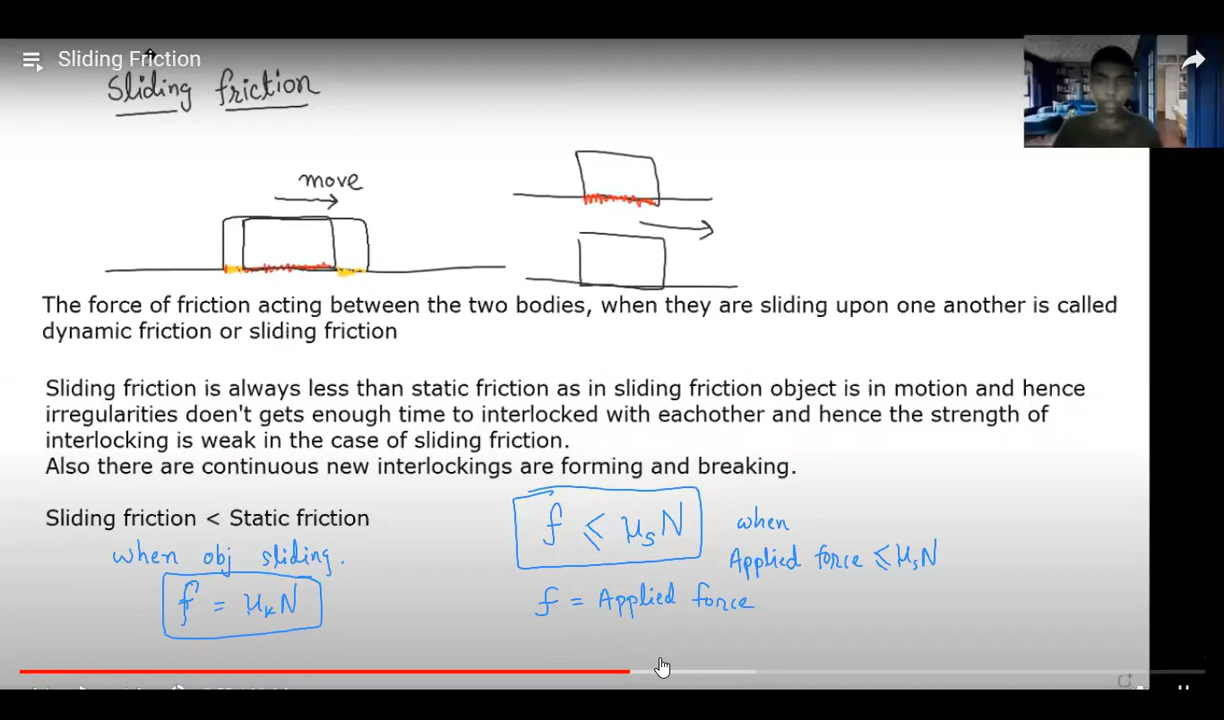 Sliding Friction
Sliding friction
move
The force of friction acting between the two bodies, when they are sliding upon one another is called
dynamic friction or sliding friction
Sliding friction is always less than static friction as in sliding friction object is in motion and hence
irregularities doen't gets enough time to interlocked with eachother and hence the strength of
interlocking is weak in the case of sliding friction.
Also there are continuous new interlockings are forming and breaking.
Sliding friction < Static friction
when obj sliding.
f = μₖN
f ⩽ μₛN
when
Applied force ⩽ μₛN
f = Applied force